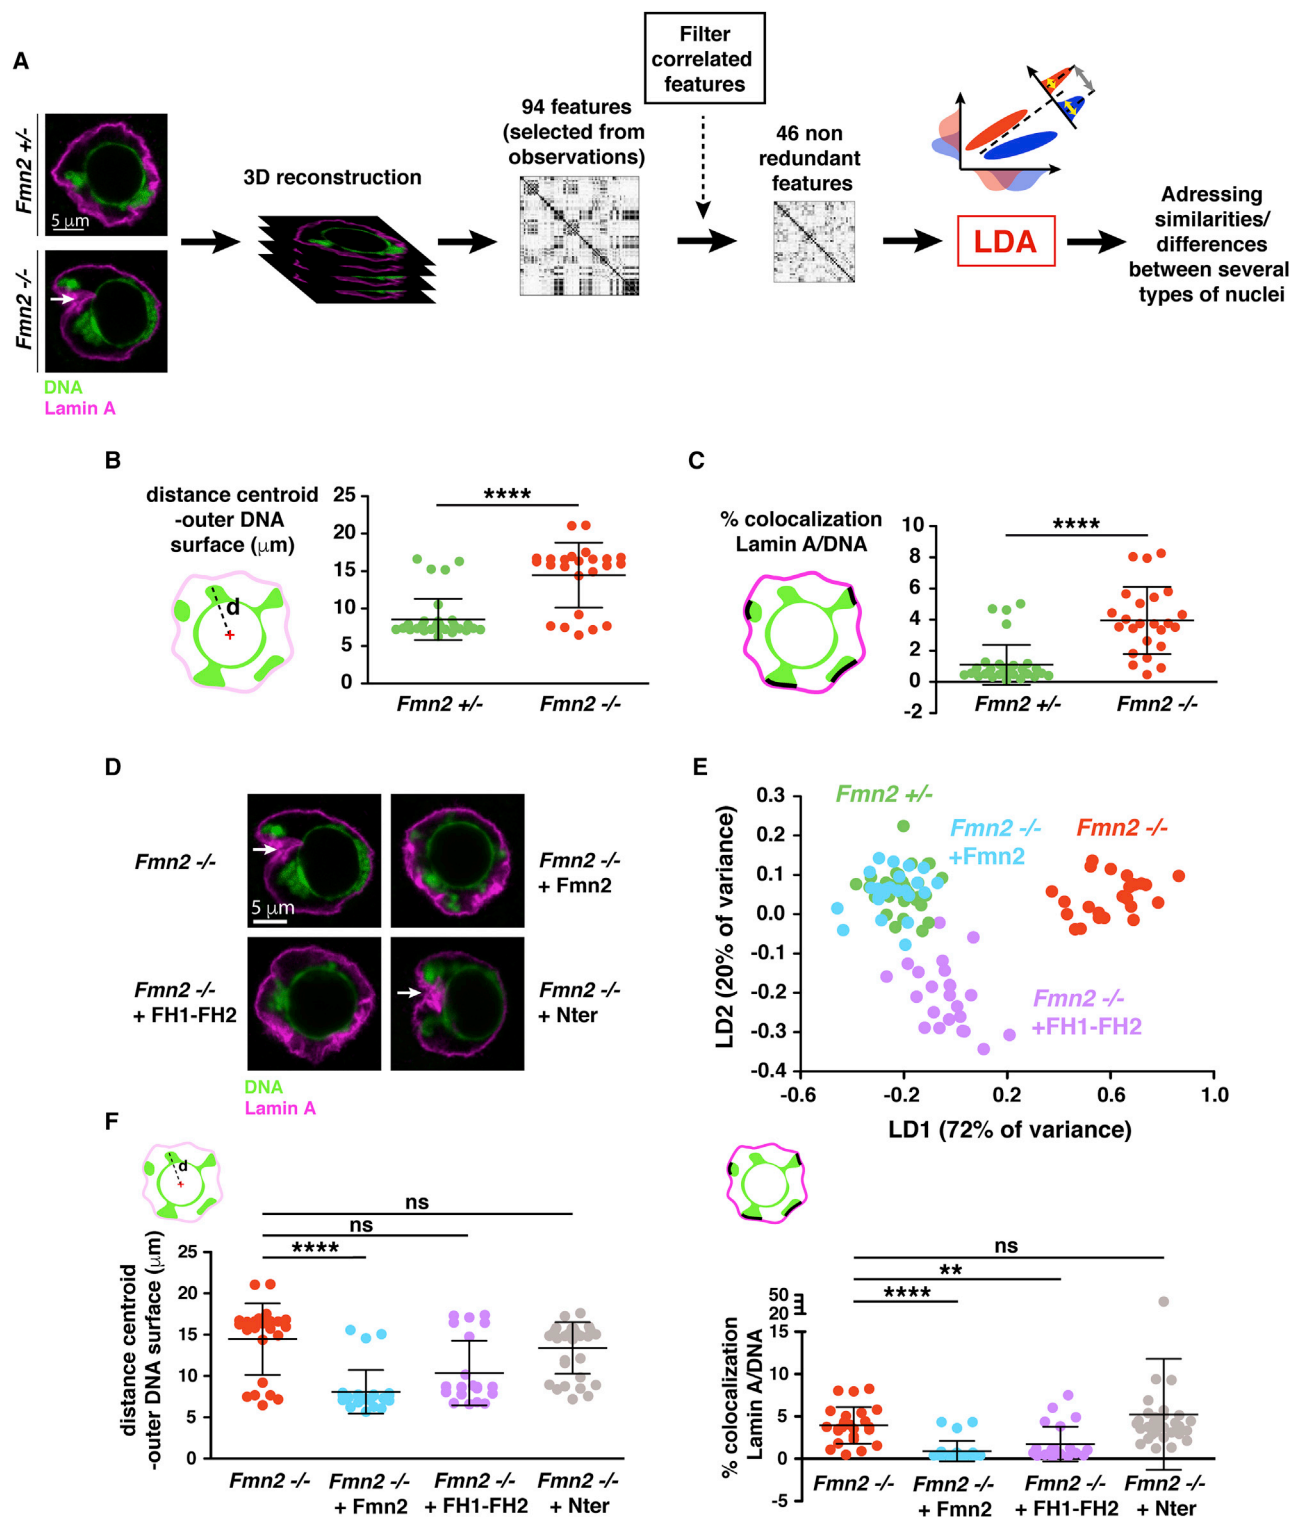 A
Fmn2 +/-
5 μm
Fmn2 -/-
DNA
Lamin A
3D reconstruction
94 features
(selected from
observations)
Filter
correlated
features
46 non
redundant
features
LDA
Adressing
similarities/
differences
between several
types of nuclei
B
distance centroid
-outer DNA
surface (μm)
d
25
20
15
10
5
0
****
Fmn2 +/-
Fmn2 -/-
C
% colocalization
Lamin A/DNA
10
8
6
4
2
0
-2
****
Fmn2 +/-
Fmn2 -/-
D
Fmn2 -/-
5 μm
Fmn2 -/-
+ Fmn2
Fmn2 -/-
+ FH1-FH2
Fmn2 -/-
+ Nter
DNA
Lamin A
E
LD2 (20% of variance)
0.3
0.2
0.1
0.0
-0.1
-0.2
-0.3
-0.4
Fmn2 +/-
Fmn2 -/-
+Fmn2
Fmn2 -/-
Fmn2 -/-
+FH1-FH2
-0.6
-0.2
0.2
0.6
1.0
LD1 (72% of variance)
F
d
distance centroid
-outer DNA surface (μm)
25
20
15
10
5
0
ns
ns
****
Fmn2 -/-
Fmn2 -/-
+ Fmn2
Fmn2 -/-
+ FH1-FH2
Fmn2 -/-
+ Nter
% colocalization
Lamin A/DNA
50
20
15
10
5
0
-5
ns
**
****
Fmn2 -/-
Fmn2 -/-
+ Fmn2
Fmn2 -/-
+ FH1-FH2
Fmn2 -/-
+ Nter